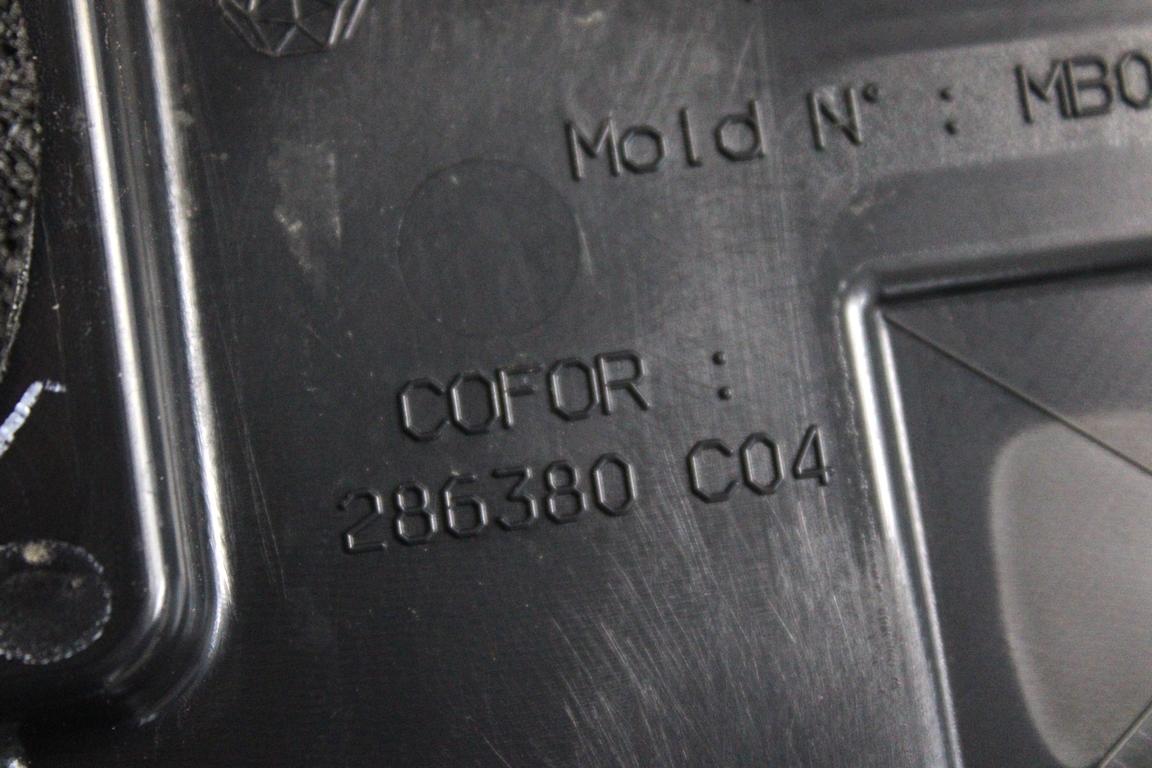 Mold N° : MB0
COFOR :
286380 C04